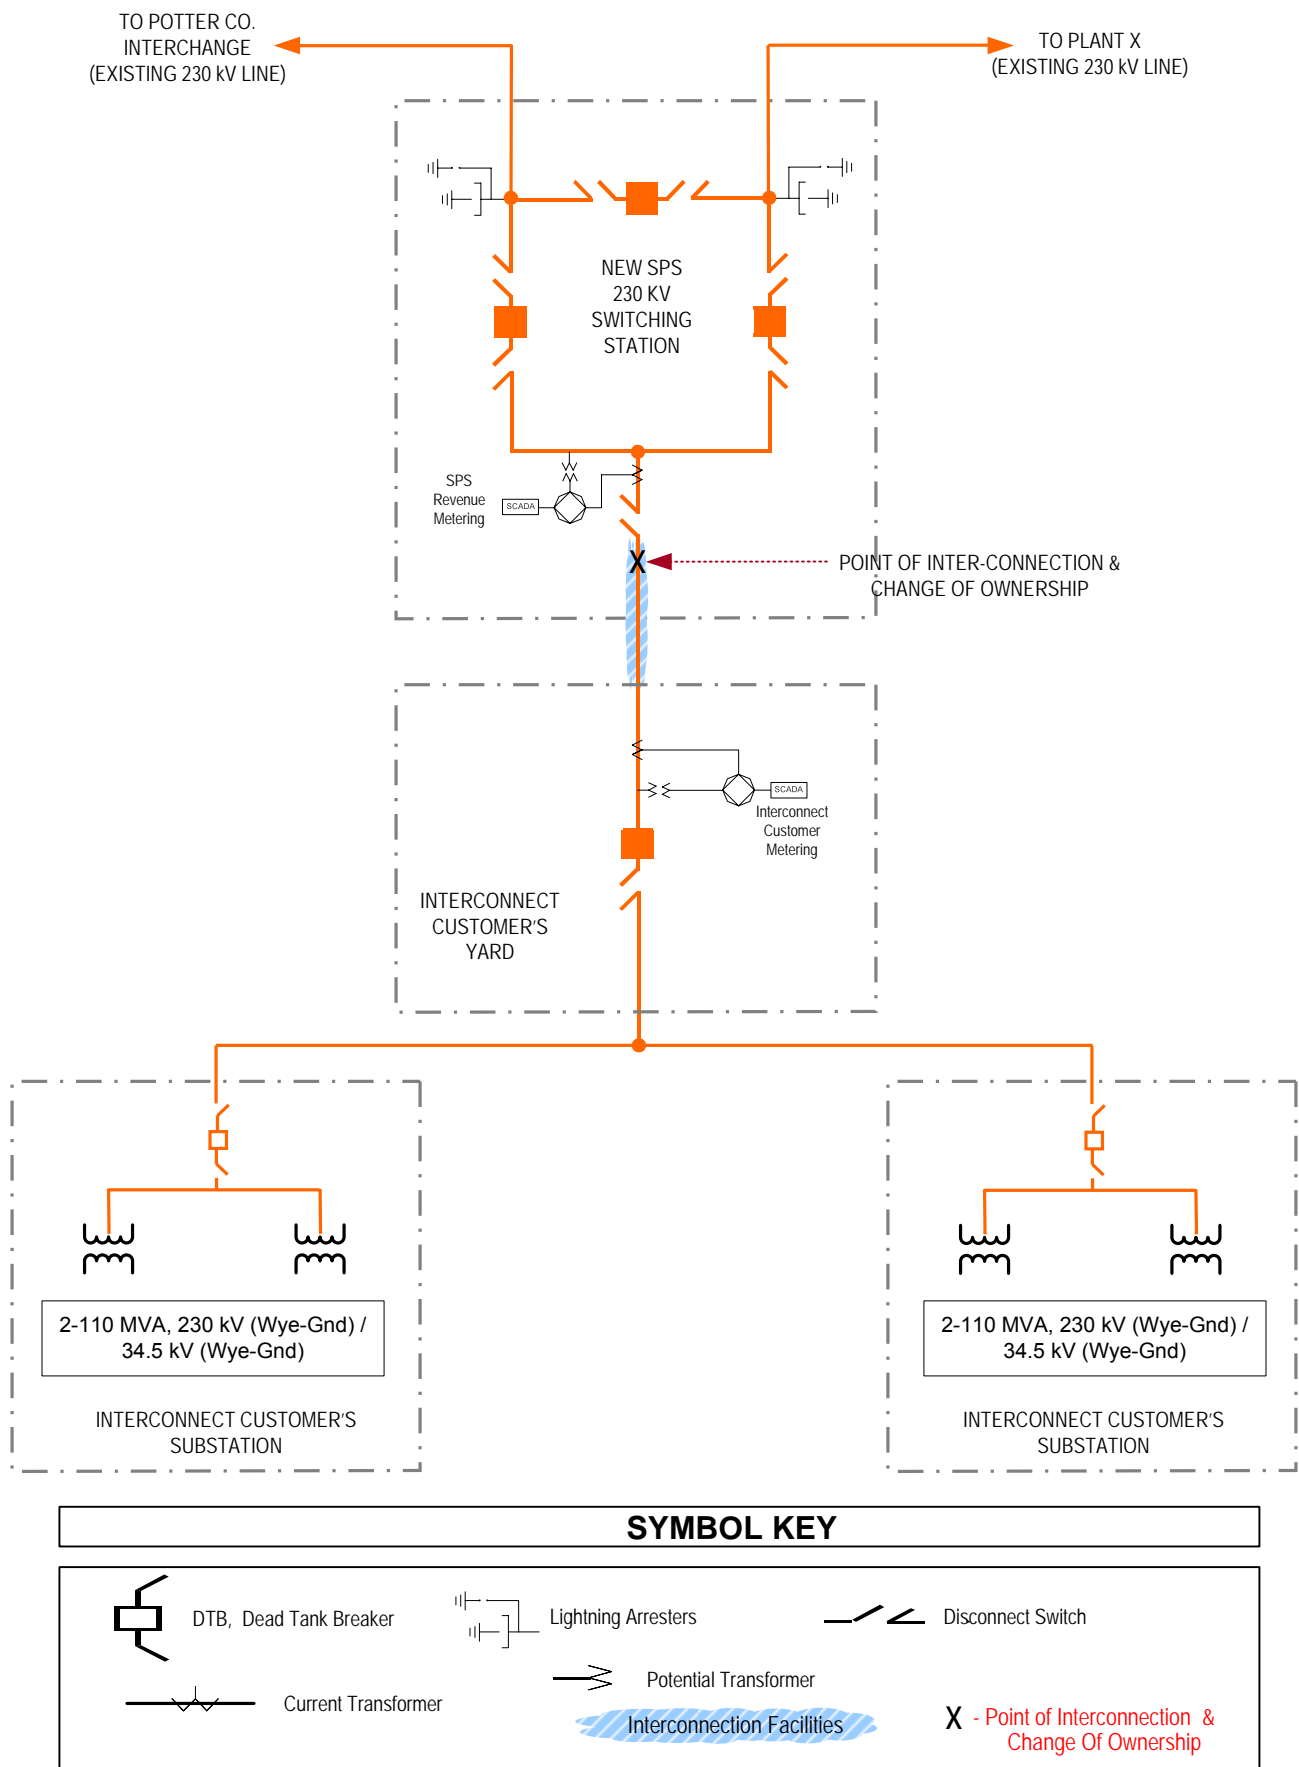 TO POTTER CO.
INTERCHANGE
(EXISTING 230 kV LINE)
TO PLANT X
(EXISTING 230 kV LINE)
NEW SPS
230 KV
SWITCHING
STATION
SPS
Revenue
Metering
SCADA
X
POINT OF INTER-CONNECTION &
CHANGE OF OWNERSHIP
SCADA
Interconnect
Customer
Metering
INTERCONNECT
CUSTOMER'S
YARD
2-110 MVA, 230 kV (Wye-Gnd) /
34.5 kV (Wye-Gnd)
INTERCONNECT CUSTOMER'S
SUBSTATION
2-110 MVA, 230 kV (Wye-Gnd) /
34.5 kV (Wye-Gnd)
INTERCONNECT CUSTOMER'S
SUBSTATION
SYMBOL KEY
DTB, Dead Tank Breaker
Lightning Arresters
Disconnect Switch
Current Transformer
Potential Transformer
Interconnection Facilities
X - Point of Interconnection &
Change Of Ownership